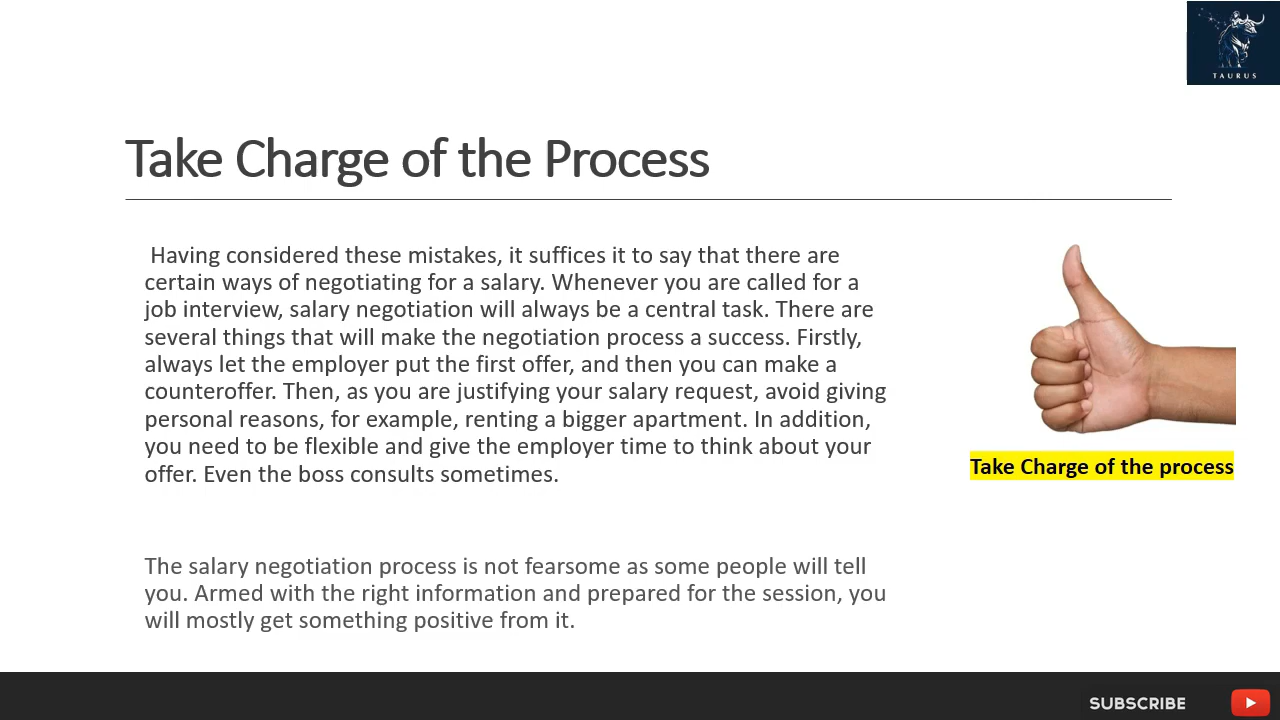 TAURUS
Take Charge of the Process
Having considered these mistakes, it suffices it to say that there are
certain ways of negotiating for a salary. Whenever you are called for a
job interview, salary negotiation will always be a central task. There are
several things that will make the negotiation process a success. Firstly,
always let the employer put the first offer, and then you can make a
counteroffer. Then, as you are justifying your salary request, avoid giving
personal reasons, for example, renting a bigger apartment. In addition,
you need to be flexible and give the employer time to think about your
offer. Even the boss consults sometimes.
Take Charge of the process
The salary negotiation process is not fearsome as some people will tell
you. Armed with the right information and prepared for the session, you
will mostly get something positive from it.
SUBSCRIBE